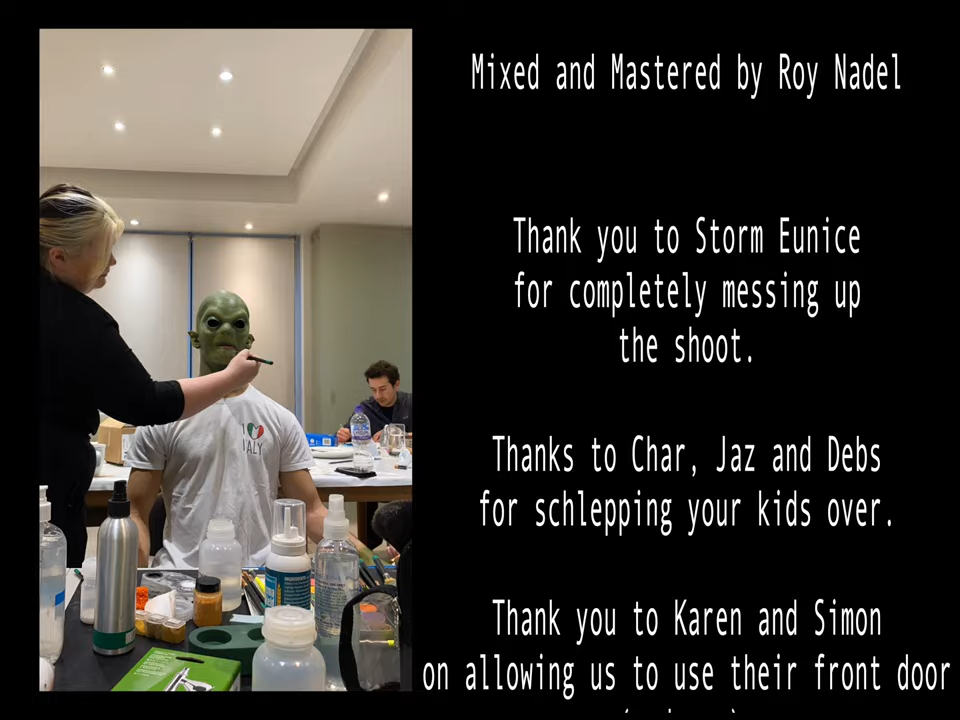 Mixed and Mastered by Roy Nadel
Thank you to Storm Eunice
for completely messing up
the shoot.
Thanks to Char, Jaz and Debs
for schlepping your kids over.
Thank you to Karen and Simon
on allowing us to use their front door
I
ALY